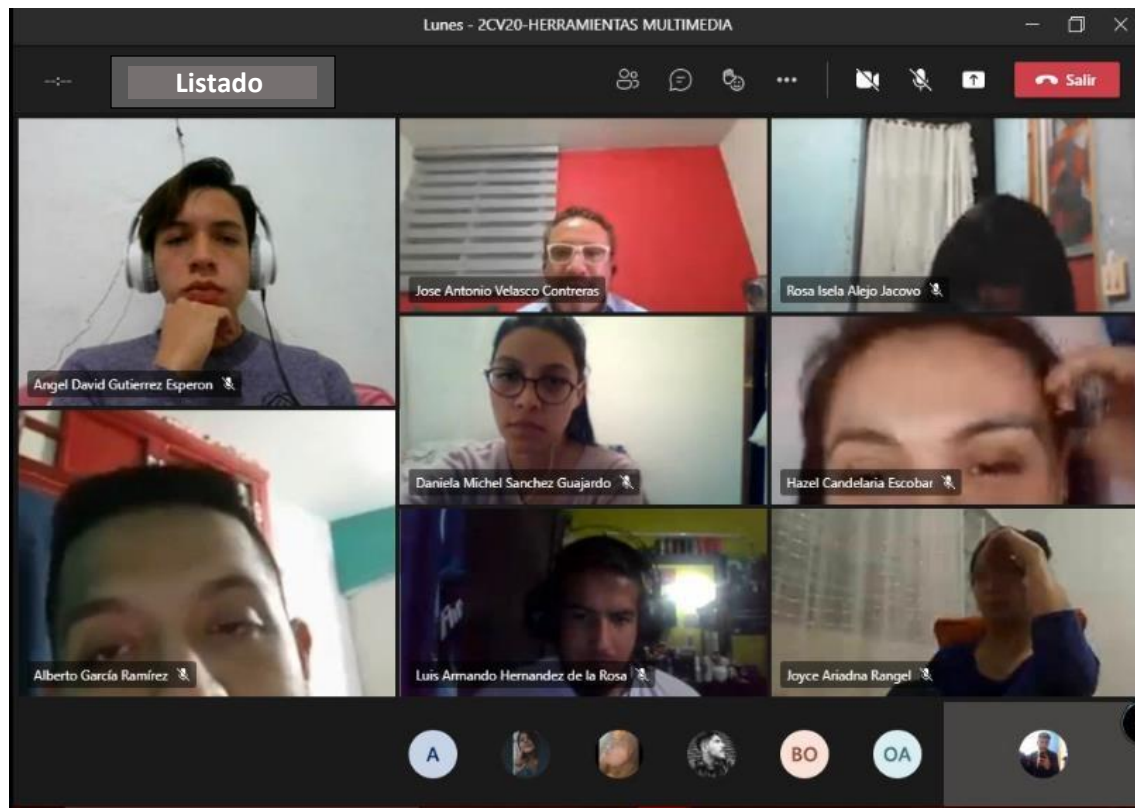 Lunes - 2CV20-HERRAMIENTAS MULTIMEDIA
--:--
Listado
Salir
Angel David Gutierrez Esperon
Jose Antonio Velasco Contreras
Rosa Isela Alejo Jacovo
Daniela Michel Sanchez Guajardo
Hazel Candelaria Escobar
Alberto García Ramírez
Luis Armando Hernandez de la Rosa
Joyce Ariadna Rangel
A
BO
OA